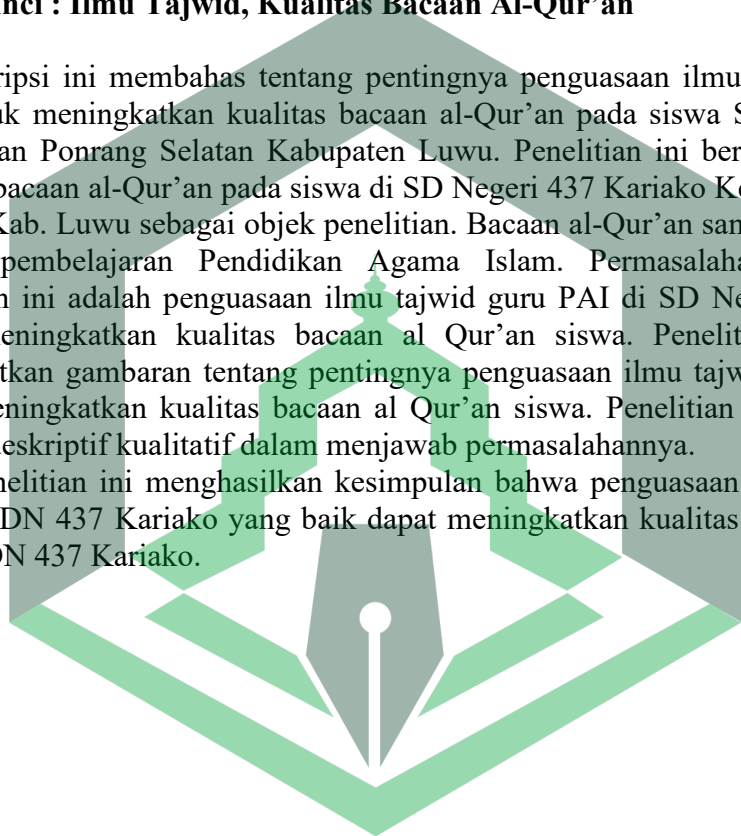 nci : Ilmu Tajwid, Kualitas Bacaan Al-Qur'an
ripsi ini membahas tentang pentingnya penguasaan ilmu
uk meningkatkan kualitas bacaan al-Qur'an pada siswa S
an Ponrang Selatan Kabupaten Luwu. Penelitian ini ber
bacaan al-Qur'an pada siswa di SD Negeri 437 Kariako Ke
Kab. Luwu sebagai objek penelitian. Bacaan al-Qur'an san
pembelajaran Pendidikan Agama Islam. Permasalaha
n ini adalah penguasaan ilmu tajwid guru PAI di SD Ne
eningkatkan kualitas bacaan al Qur'an siswa. Penelit
tkan gambaran tentang pentingnya penguasaan ilmu tajw
eningkatkan kualitas bacaan al Qur'an siswa. Penelitian
eskriptif kualitatif dalam menjawab permasalahannya.
nelitian ini menghasilkan kesimpulan bahwa penguasaan
DN 437 Kariako yang baik dapat meningkatkan kualitas
DN 437 Kariako.